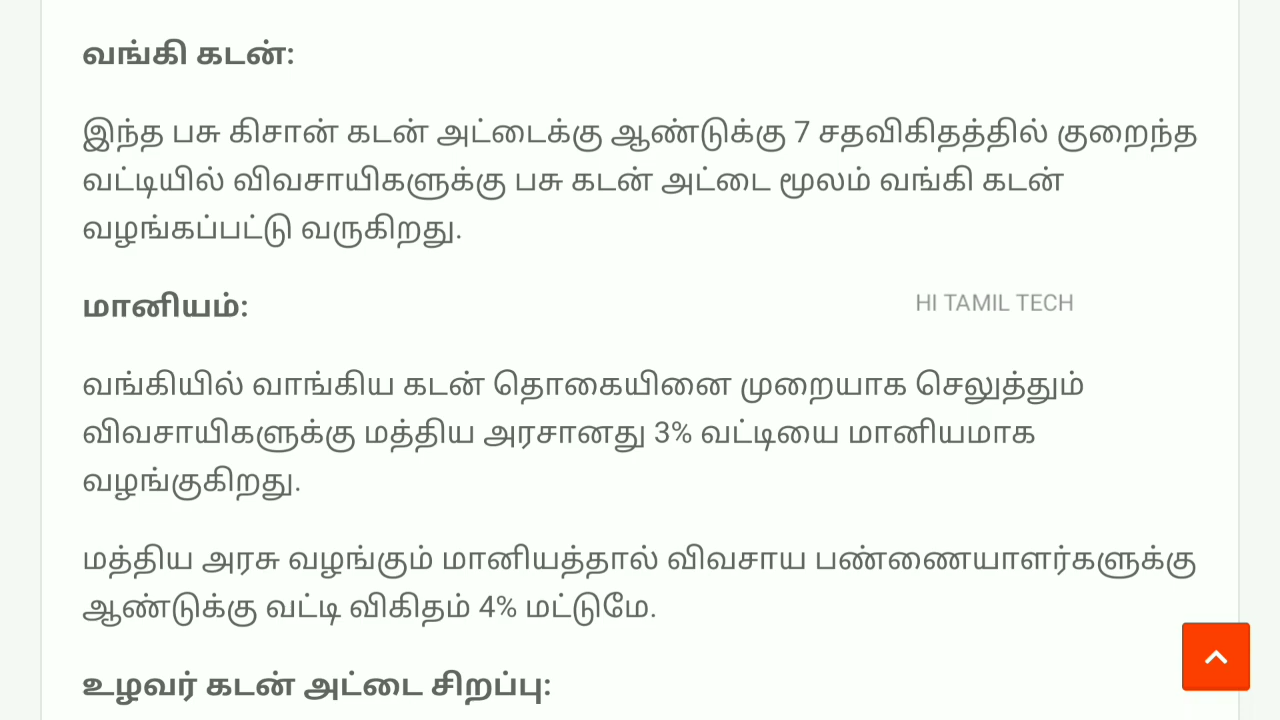 வங்கி கடன்:
இந்த பசு கிசான் கடன் அட்டைக்கு ஆண்டுக்கு 7 சதவிகிதத்தில் குறைந்த
வட்டியில் விவசாயிகளுக்கு பசு கடன் அட்டை மூலம் வங்கி கடன்
வழங்கப்பட்டு வருகிறது.
மானியம்:
HI TAMIL TECH
வங்கியில் வாங்கிய கடன் தொகையினை முறையாக செலுத்தும்
விவசாயிகளுக்கு மத்திய அரசானது 3% வட்டியை மானியமாக
வழங்குகிறது.
மத்திய அரசு வழங்கும் மானியத்தால் விவசாய பண்ணையாளர்களுக்கு
ஆண்டுக்கு வட்டி விகிதம் 4% மட்டுமே.
உழவர் கடன் அட்டை சிறப்பு: